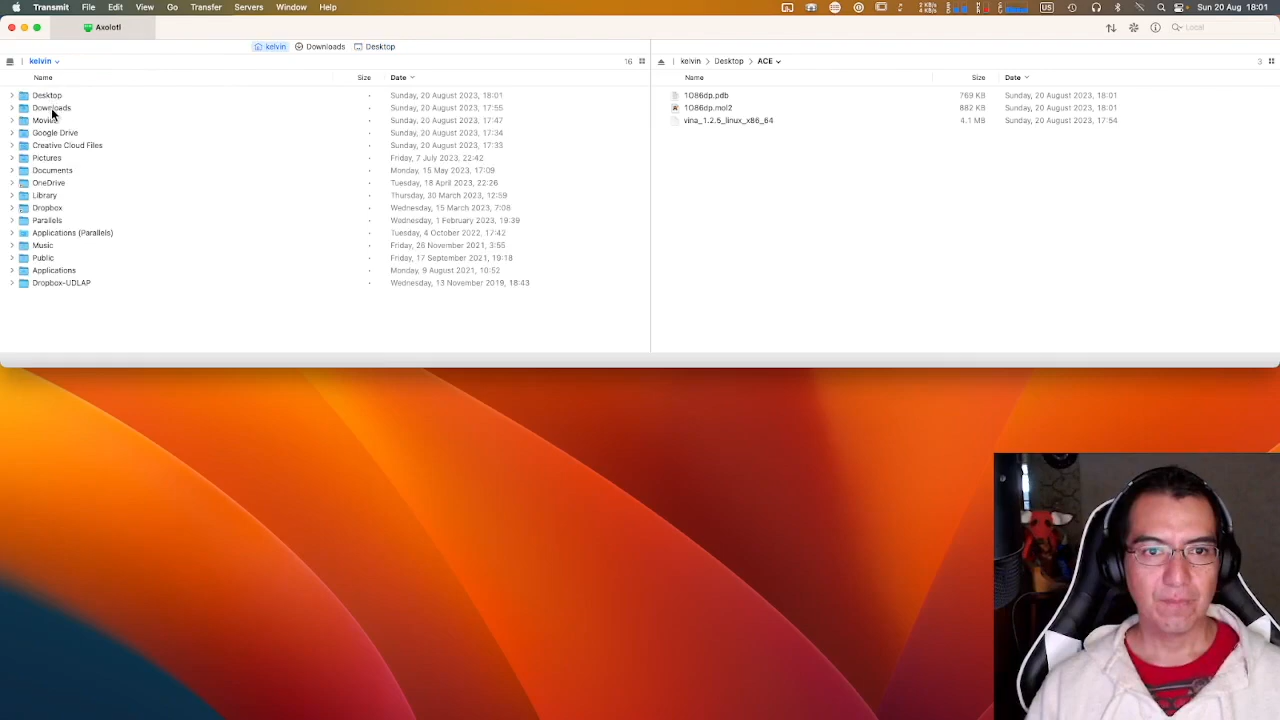 Transmit File Edit View Go Transfer Servers Window Help US Sun 20 Aug 18:01
Axolotl Local
kelvin Downloads Desktop
kelvin 16
kelvin Desktop ACE 3
Name Size Date
Name Size Date
Desktop Sunday, 20 August 2023, 18:01
Downloads Sunday, 20 August 2023, 17:55
Movies Sunday, 20 August 2023, 17:47
Google Drive Sunday, 20 August 2023, 17:34
Creative Cloud Files Sunday, 20 August 2023, 17:33
Pictures Friday, 7 July 2023, 22:42
Documents Monday, 15 May 2023, 17:09
OneDrive Tuesday, 18 April 2023, 22:26
Library Thursday, 30 March 2023, 12:59
Dropbox Wednesday, 15 March 2023, 7:08
Parallels Wednesday, 1 February 2023, 19:39
Applications (Parallels) Tuesday, 4 October 2022, 17:42
Music Friday, 26 November 2021, 3:55
Public Friday, 17 September 2021, 19:18
Applications Monday, 9 August 2021, 10:52
Dropbox-UDLAP Wednesday, 13 November 2019, 18:43
1O86dp.pdb 769 KB Sunday, 20 August 2023, 18:01
1O86dp.mol2 882 KB Sunday, 20 August 2023, 18:01
vina_1.2.5_linux_x86_64 4.1 MB Sunday, 20 August 2023, 17:54